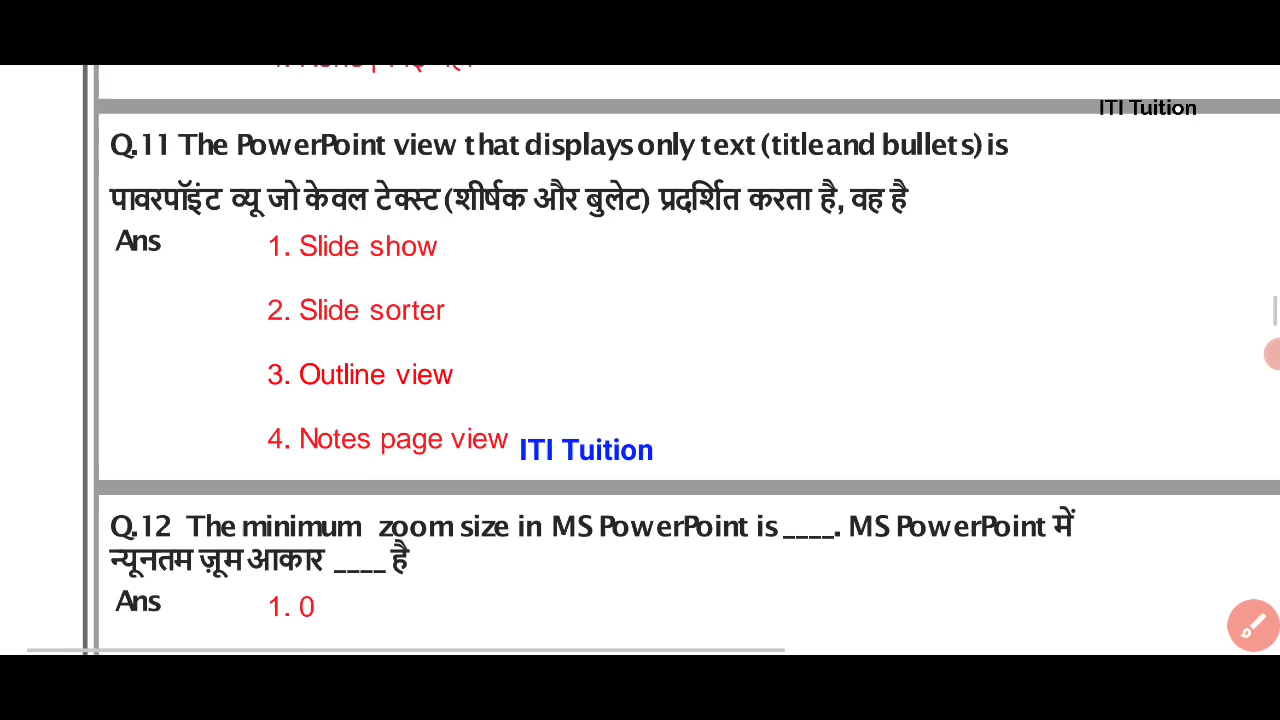 ITI Tuition
Q.11 The PowerPoint view that displays only text (title and bullets) is
पावरपॉइंट व्यू जो केवल टेक्स्ट (शीर्षक और बुलेट) प्रदर्शित करता है, वह है
Ans
1. Slide show
2. Slide sorter
3. Outline view
4. Notes page view
ITI Tuition
Q.12 The minimum zoom size in MS PowerPoint is ____. MS PowerPoint में
न्यूनतम ज़ूम आकार ____ है
Ans
1. 0